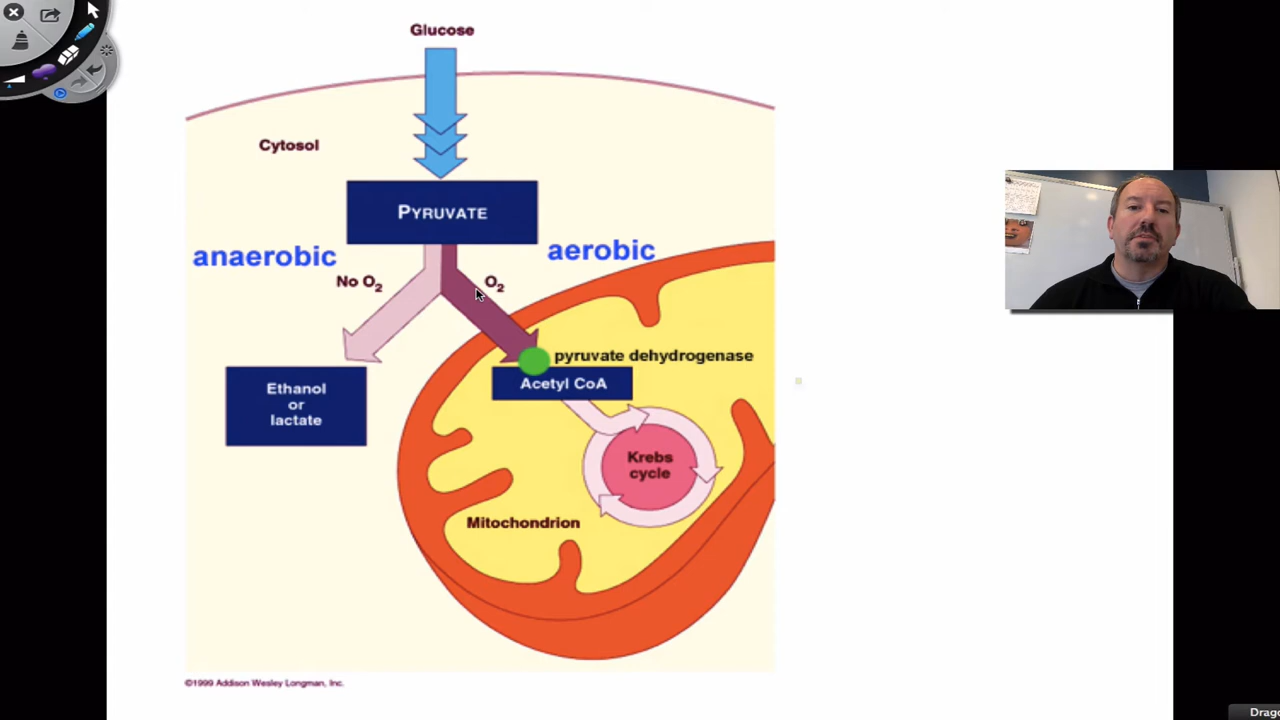 Glucose
Cytosol
PYRUVATE
anaerobic
aerobic
No O₂
O₂
pyruvate dehydrogenase
Acetyl CoA
Ethanol
or
lactate
Krebs
cycle
Mitochondrion
©1999 Addison Wesley Longman, Inc.